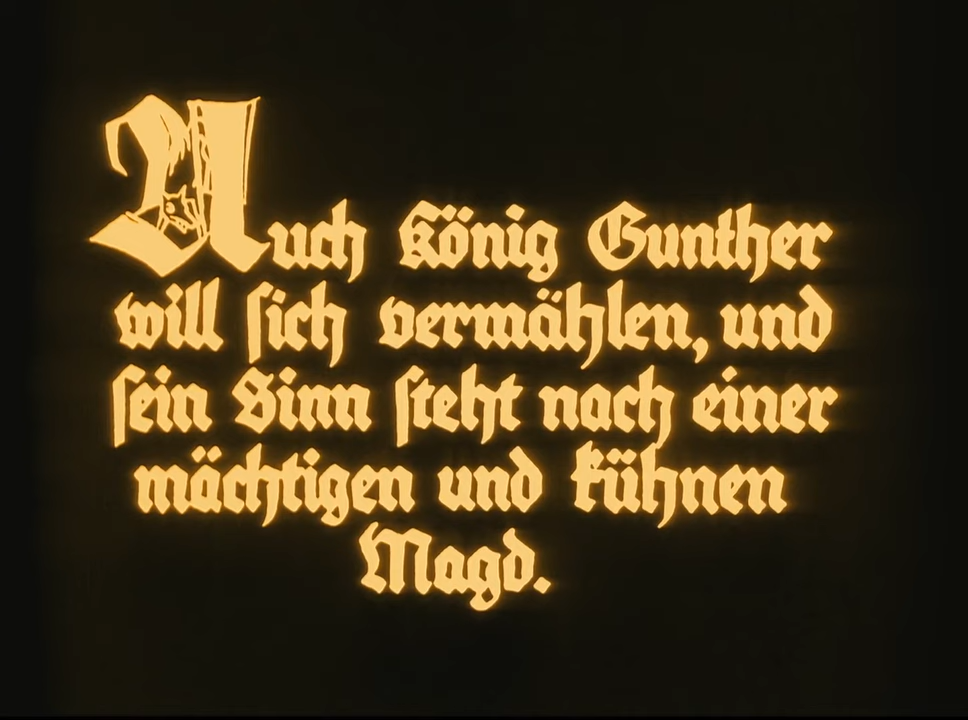 Auch König Gunther
will sich vermählen, und
sein Sinn steht nach einer
mächtigen und kühnen
Magd.